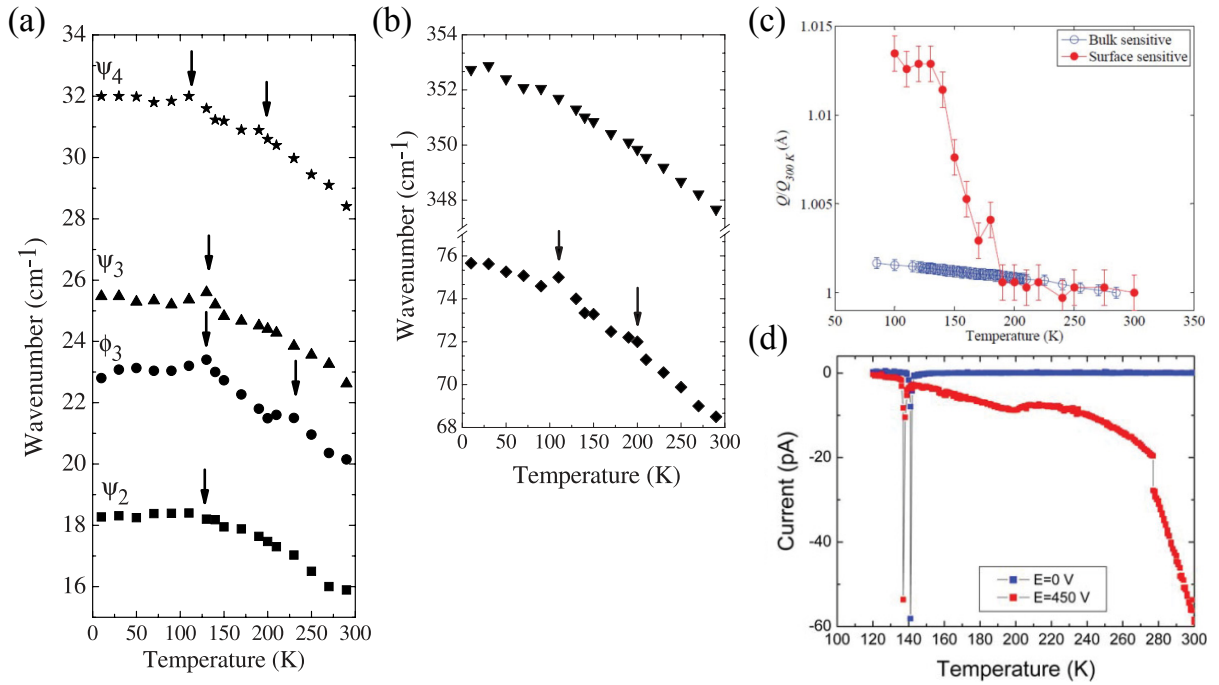 (a)
34
32
30
28
26
24
22
20
18
16
ψ4
ψ3
ϕ3
ψ2
Wavenumber (cm-1)
0 50 100 150 200 250 300
Temperature (K)
(b)
354
352
350
348
76
74
72
70
68
Wavenumber (cm-1)
0 50 100 150 200 250 300
Temperature (K)
(c)
1.015
1.01
1.005
1
Q/Q300 K (Å)
Bulk sensitive
Surface sensitive
50 100 150 200 250 300 350
Temperature (K)
(d)
0
-20
-40
-60
Current (pA)
E=0 V
E=450 V
100 120 140 160 180 200 220 240 260 280 300
Temperature (K)